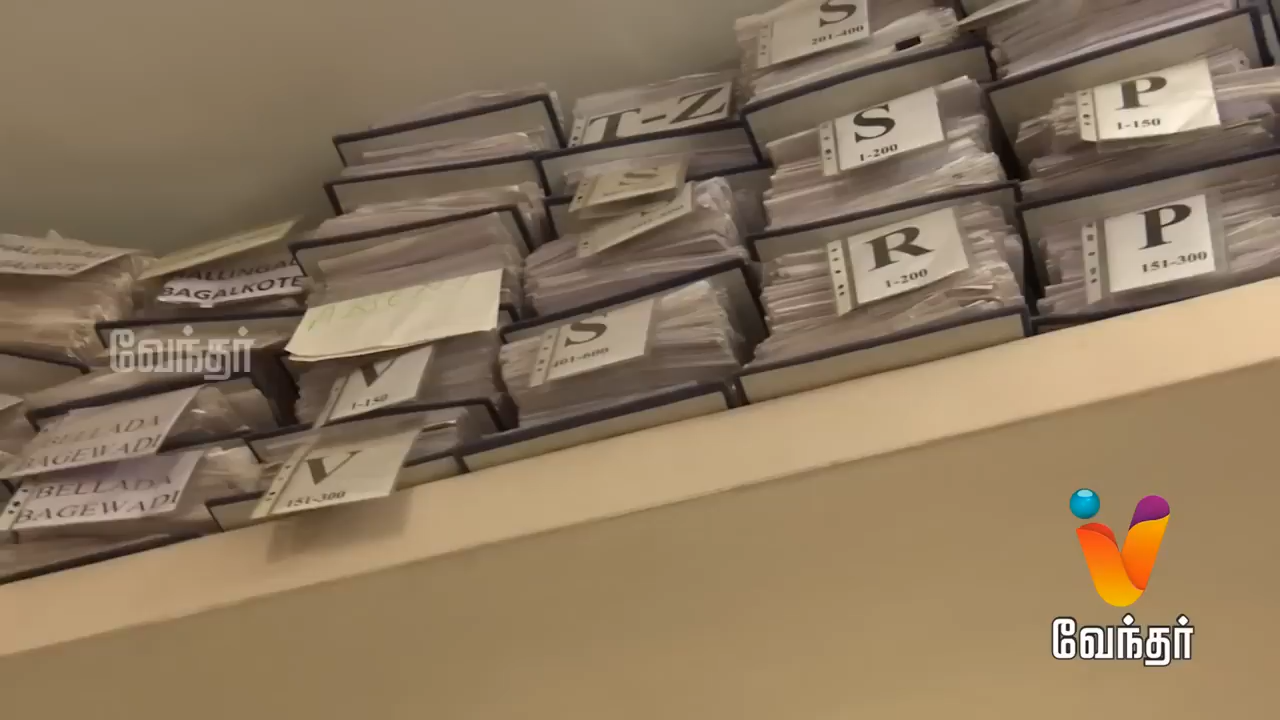 S
201-400
T-Z
S
1-200
P
1-150
S
R
1-200
P
151-300
BAGALKOTE
S
401-600
V
1-150
வேந்தர்
BELLADA
BAGEWADI
V
151-300
BELLADA
BAGEWADI
வேந்தர்